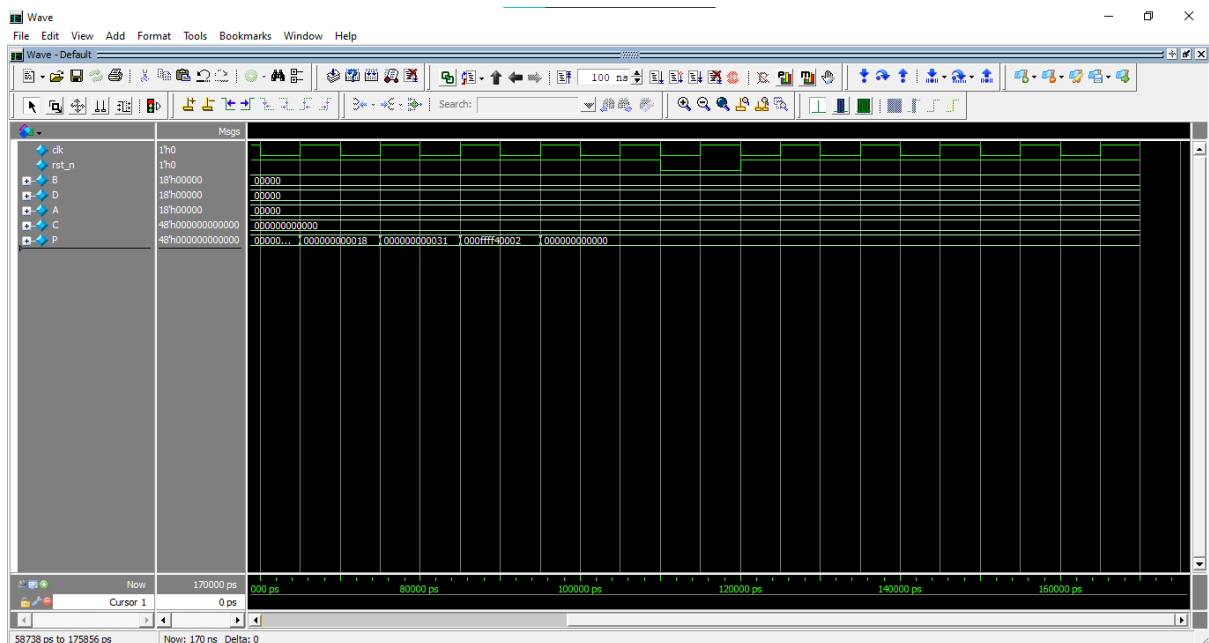 Wave
File Edit View Add Format Tools Bookmarks Window Help
Wave - Default
100 ns
Search:
Msgs
clk 1'h0
rst_n 1'h0
B 18'h00000 00000
D 18'h00000 00000
A 18'h00000 00000
C 48'h000000000000 000000000000
P 48'h000000000000 00000... 000000000018 000000000031 000ffff40002 000000000000
Now 170000 ps 000 ps 80000 ps 100000 ps 120000 ps 140000 ps 160000 ps
Cursor 1 0 ps
58738 ps to 175856 ps Now: 170 ns Delta: 0